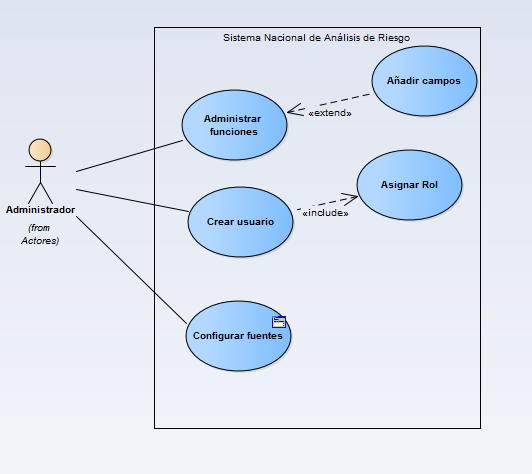 Sistema Nacional de Análisis de Riesgo
Añadir campos
Administrar
funciones
«extend»
Asignar Rol
Administrador
(from
Actores)
Crear usuario
«include»
Configurar fuentes